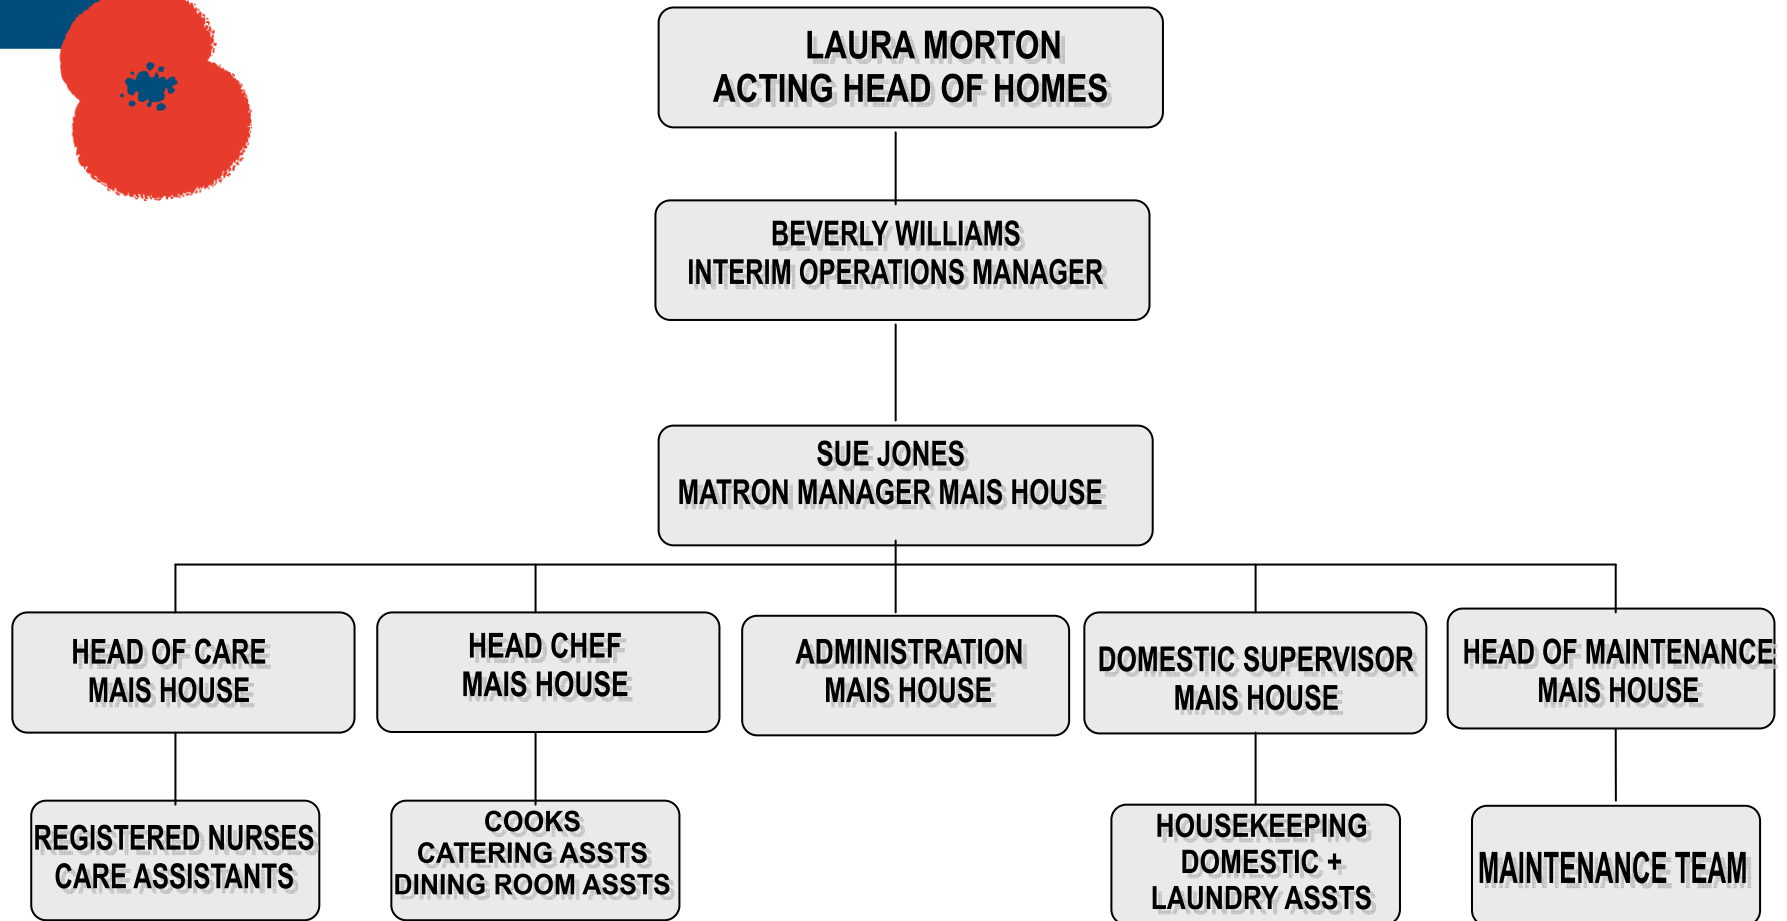 LAURA MORTON
ACTING HEAD OF HOMES
BEVERLY WILLIAMS
INTERIM OPERATIONS MANAGER
SUE JONES
MATRON MANAGER MAIS HOUSE
HEAD OF CARE
MAIS HOUSE
HEAD CHEF
MAIS HOUSE
ADMINISTRATION
MAIS HOUSE
DOMESTIC SUPERVISOR
MAIS HOUSE
HEAD OF MAINTENANCE
MAIS HOUSE
REGISTERED NURSES
CARE ASSISTANTS
COOKS
CATERING ASSTS
DINING ROOM ASSTS
HOUSEKEEPING
DOMESTIC +
LAUNDRY ASSTS
MAINTENANCE TEAM